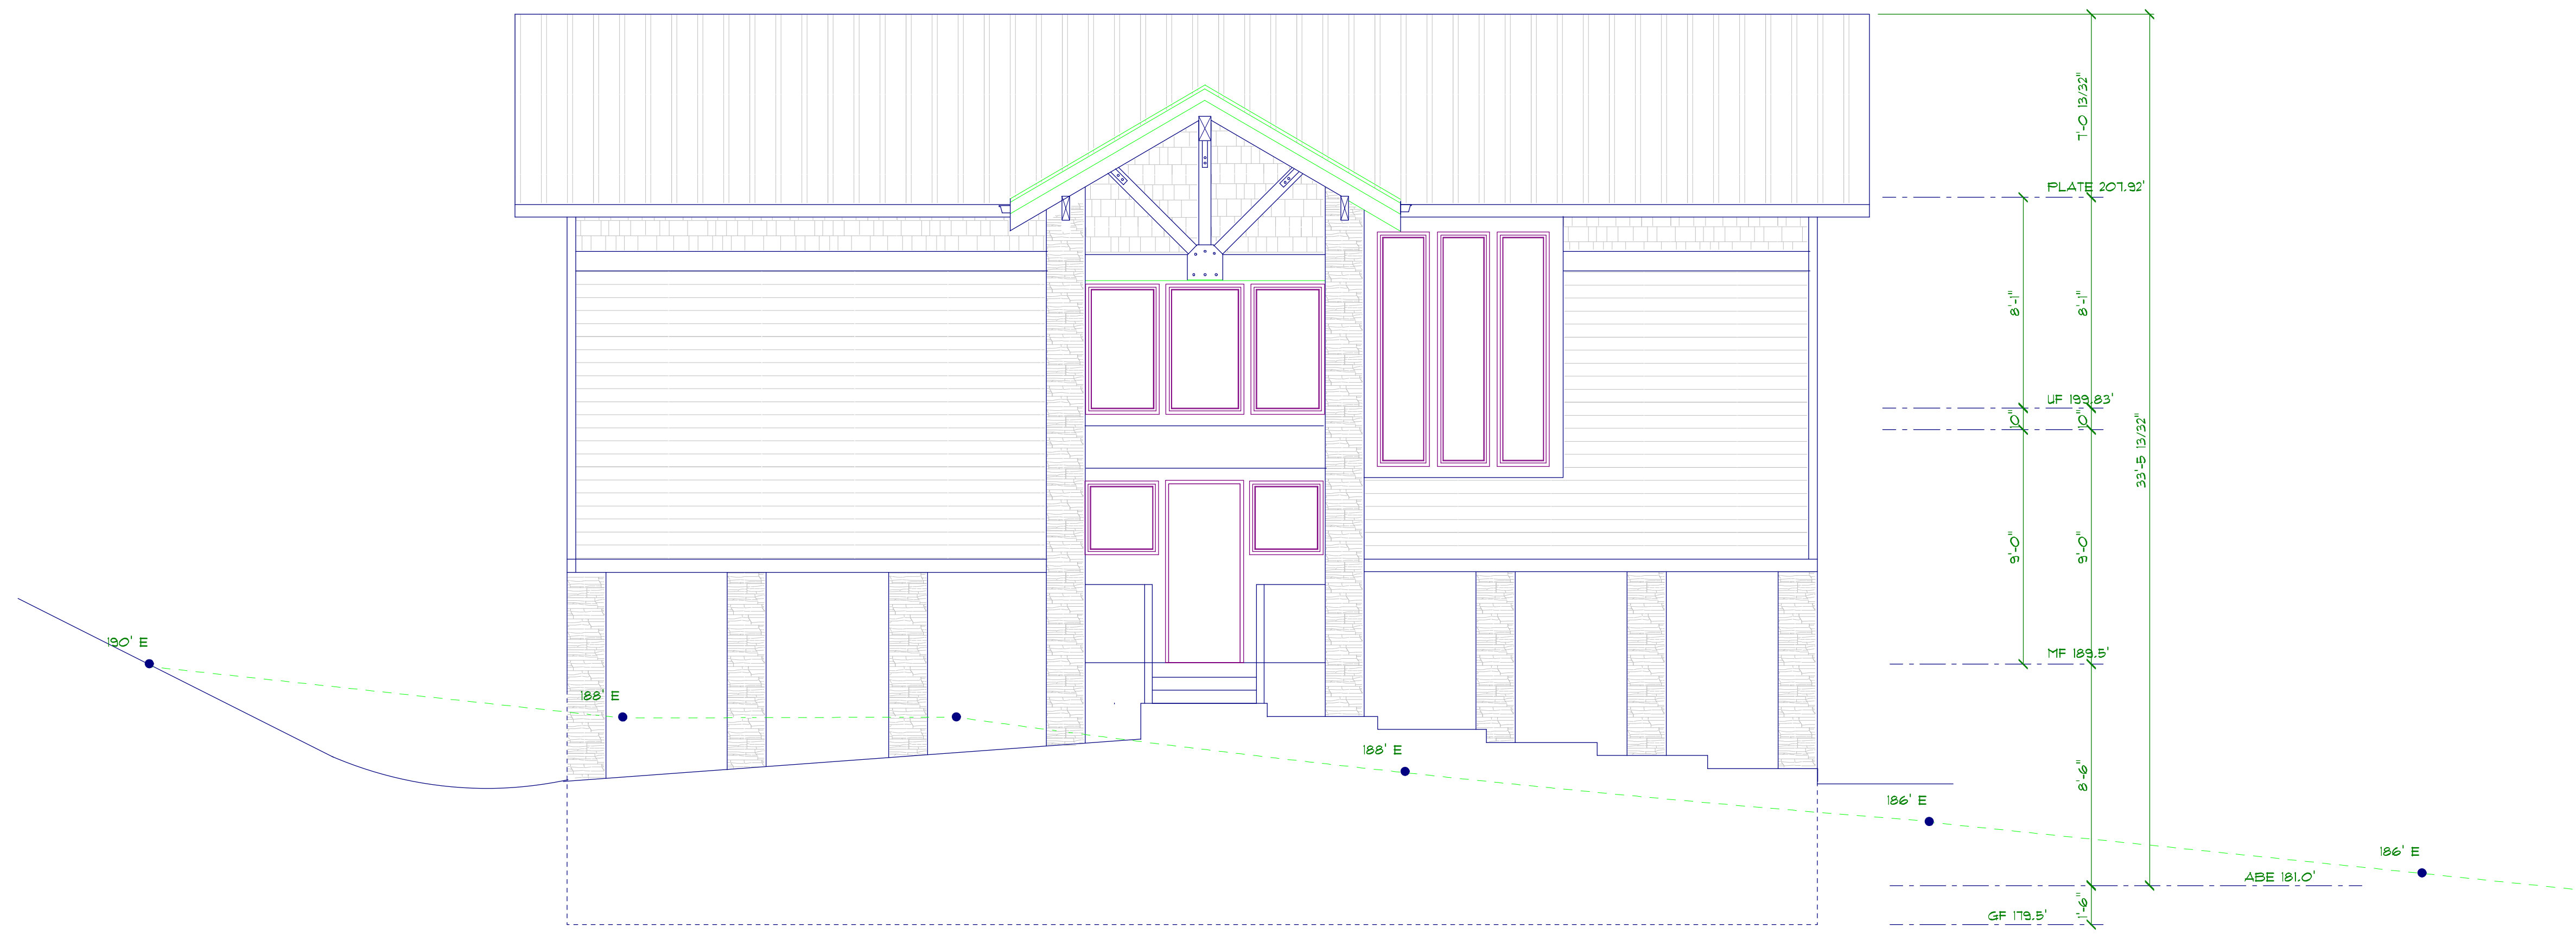 7'-0 13/32"
PLATE 207.92'
8'-1"
8'-1"
UF 199.83'
10"
10"
33'-5 13/32"
9'-0"
9'-0"
190' E
MF 189.5'
188' E
188' E
8'-6"
186' E
186' E
ABE 181.0'
1'-6"
GF 179.5'